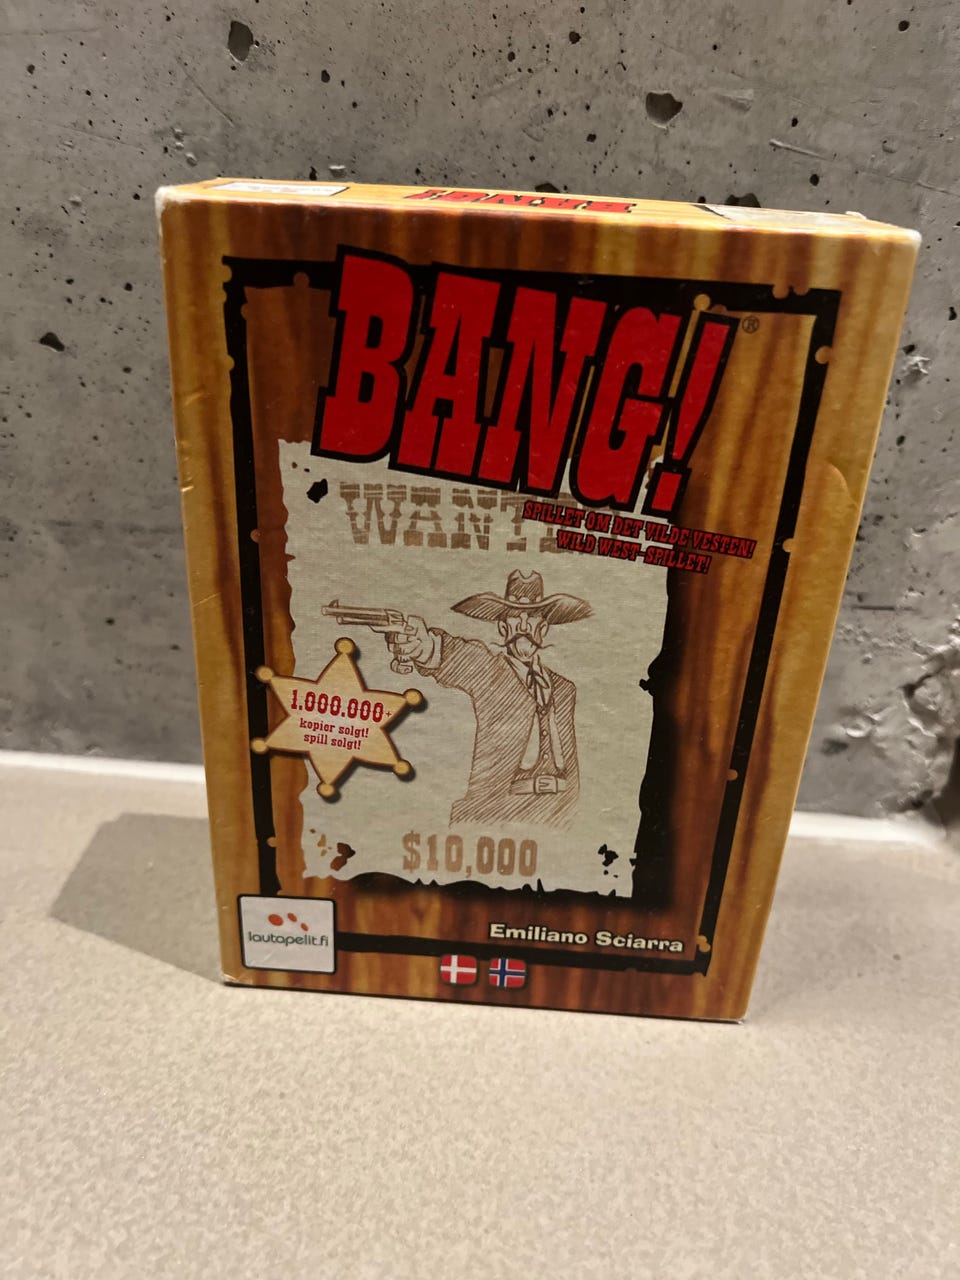 BANG!®
WANTE
SPILLET OM DET VILDE VESTEN!
WILD WEST-SPILLET!
1.000.000+
kopier solgt!
spill solgt!
$10,000
Emiliano Sciarra
lautapelit.fi